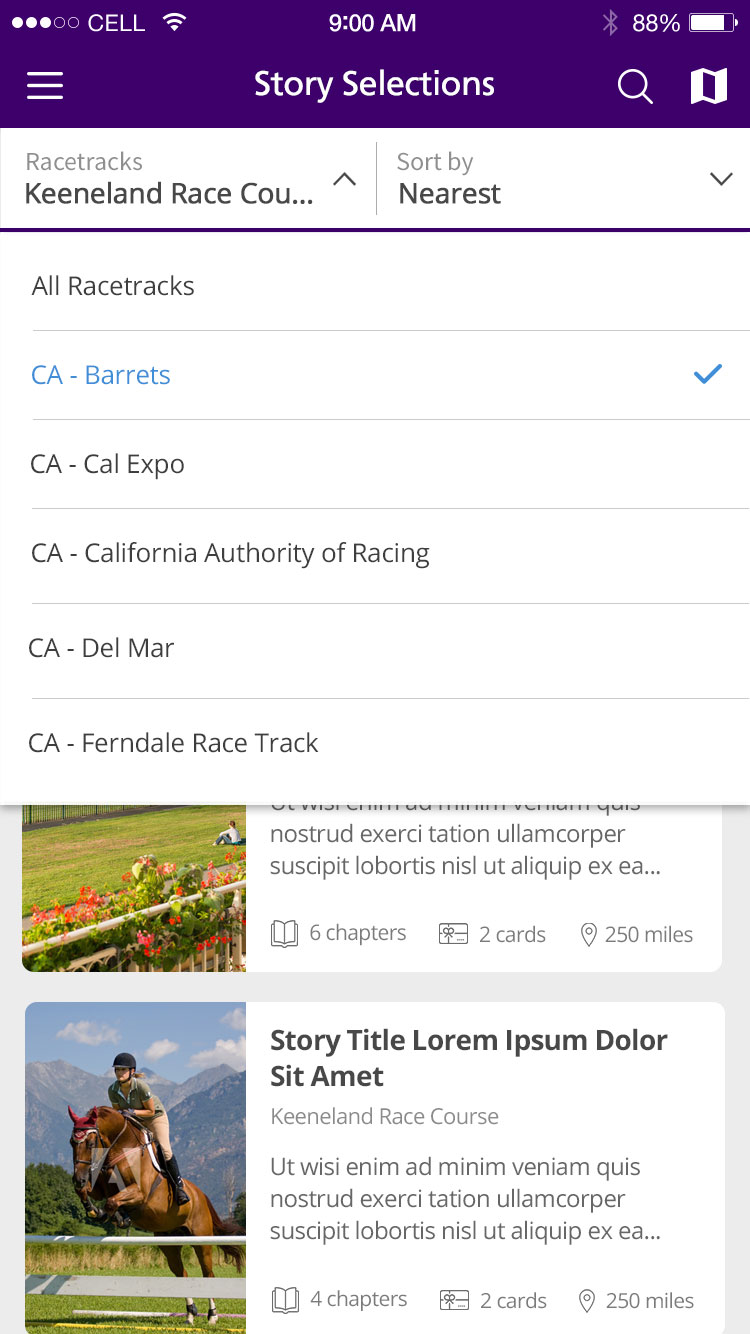 CELL 9:00 AM 88%
Story Selections
Racetracks
Keeneland Race Cou...
Sort by
Nearest
All Racetracks
CA - Barrets
CA - Cal Expo
CA - California Authority of Racing
CA - Del Mar
CA - Ferndale Race Track
Ut wisi enim ad minim veniam quis
nostrud exerci tation ullamcorper
suscipit lobortis nisl ut aliquip ex ea...
6 chapters 2 cards 250 miles
Story Title Lorem Ipsum Dolor
Sit Amet
Keeneland Race Course
Ut wisi enim ad minim veniam quis
nostrud exerci tation ullamcorper
suscipit lobortis nisl ut aliquip ex ea...
4 chapters 2 cards 250 miles